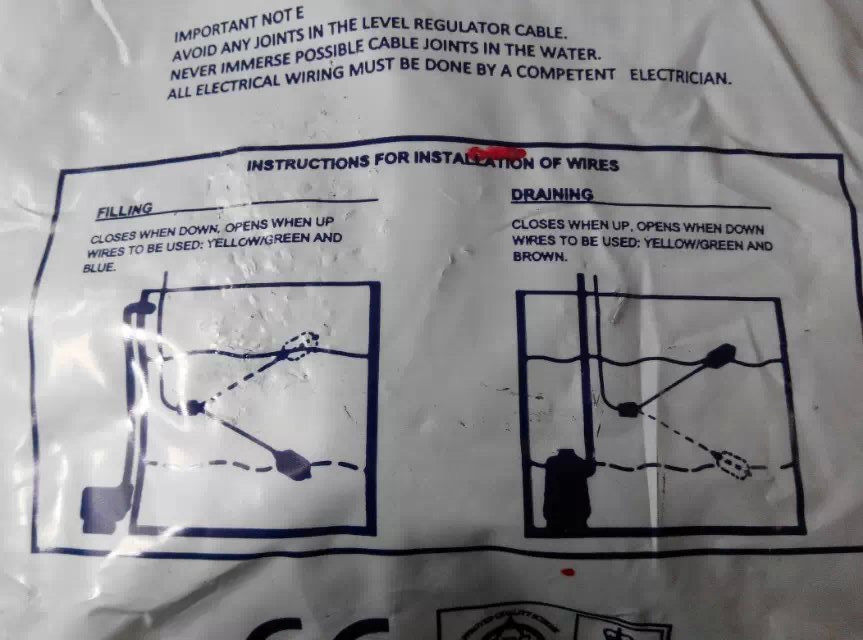 IMPORTANT NOTE
AVOID ANY JOINTS IN THE LEVEL REGULATOR CABLE.
NEVER IMMERSE POSSIBLE CABLE JOINTS IN THE WATER.
ALL ELECTRICAL WIRING MUST BE DONE BY A COMPETENT ELECTRICIAN.
INSTRUCTIONS FOR INSTALLATION OF WIRES
FILLING
CLOSES WHEN DOWN, OPENS WHEN UP
WIRES TO BE USED: YELLOW/GREEN AND
BLUE.
DRAINING
CLOSES WHEN UP, OPENS WHEN DOWN
WIRES TO BE USED: YELLOW/GREEN AND
BROWN.
CE